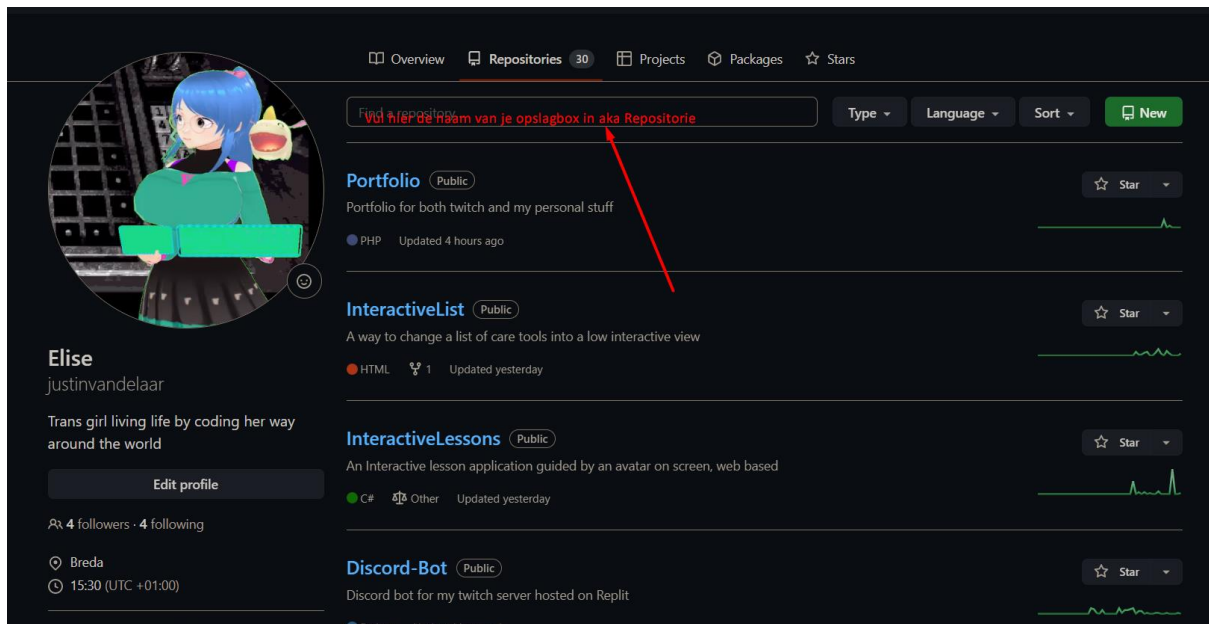 Overview Repositories 30 Projects Packages Stars
Find a repository...
Vul hier de naam van je opslagbox in aka Repositorie
Type Language Sort New
Portfolio Public
Star
Portfolio for both twitch and my personal stuff
PHP Updated 4 hours ago
InteractiveList Public
Star
A way to change a list of care tools into a low interactive view
HTML 1 Updated yesterday
InteractiveLessons Public
Star
An Interactive lesson application guided by an avatar on screen, web based
C# Other Updated yesterday
Discord-Bot Public
Star
Discord bot for my twitch server hosted on Replit
Elise
justinvandelaar
Trans girl living life by coding her way
around the world
Edit profile
4 followers · 4 following
Breda
15:30 (UTC +01:00)